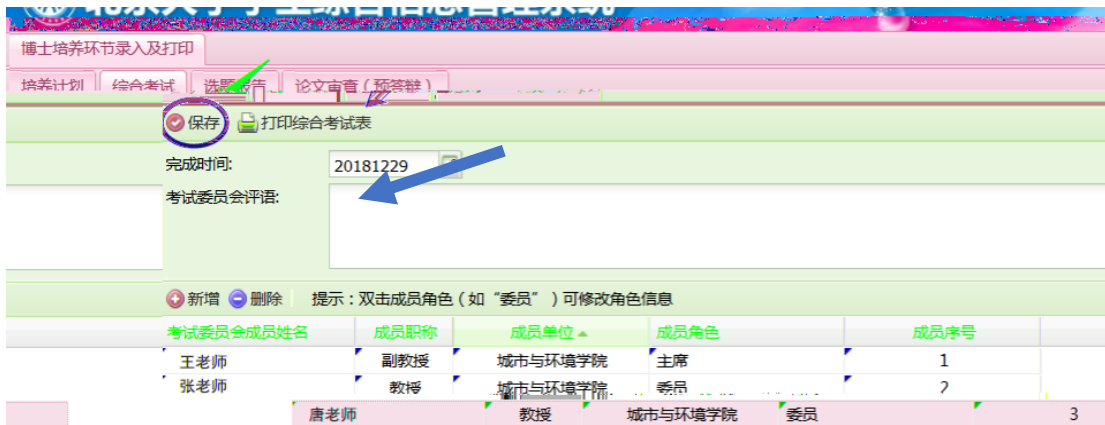 博士培养环节录入及打印
培养计划 综合考试 选题报告 论文审查（预答辩）
保存 打印综合考试表
完成时间: 20181229
考试委员会评语:
新增 删除 提示：双击成员角色（如“委员”）可修改角色信息
考试委员会成员姓名 成员职称 成员单位 成员角色 成员序号
王老师 副教授 城市与环境学院 主席 1
张老师 教授 城市与环境学院 委员 2
唐老师 教授 城市与环境学院 委员 3